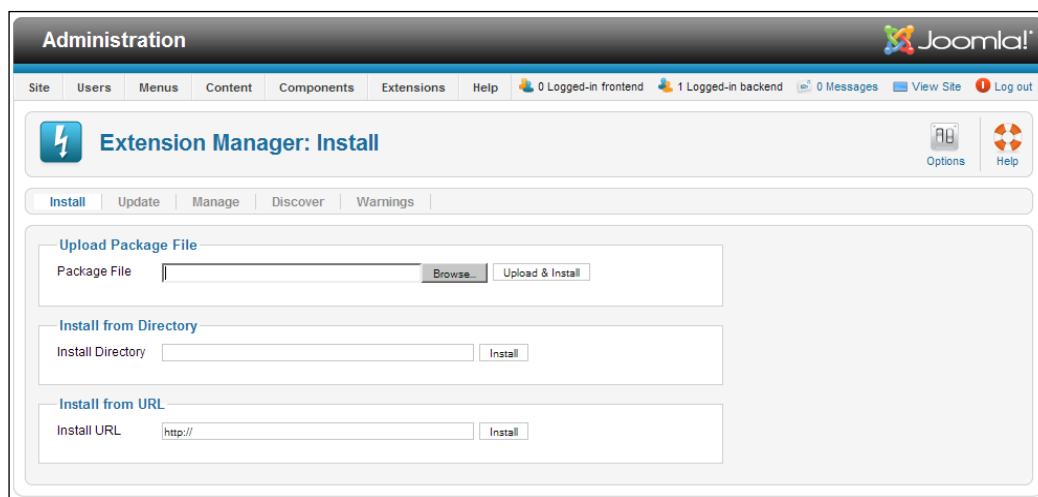 Administration
Joomla!
Site Users Menus Content Components Extensions Help 0 Logged-in frontend 1 Logged-in backend 0 Messages View Site Log out
Extension Manager: Install
Options Help
Install Update Manage Discover Warnings
Upload Package File
Package File Browse... Upload & Install
Install from Directory
Install Directory Install
Install from URL
Install URL http:// Install